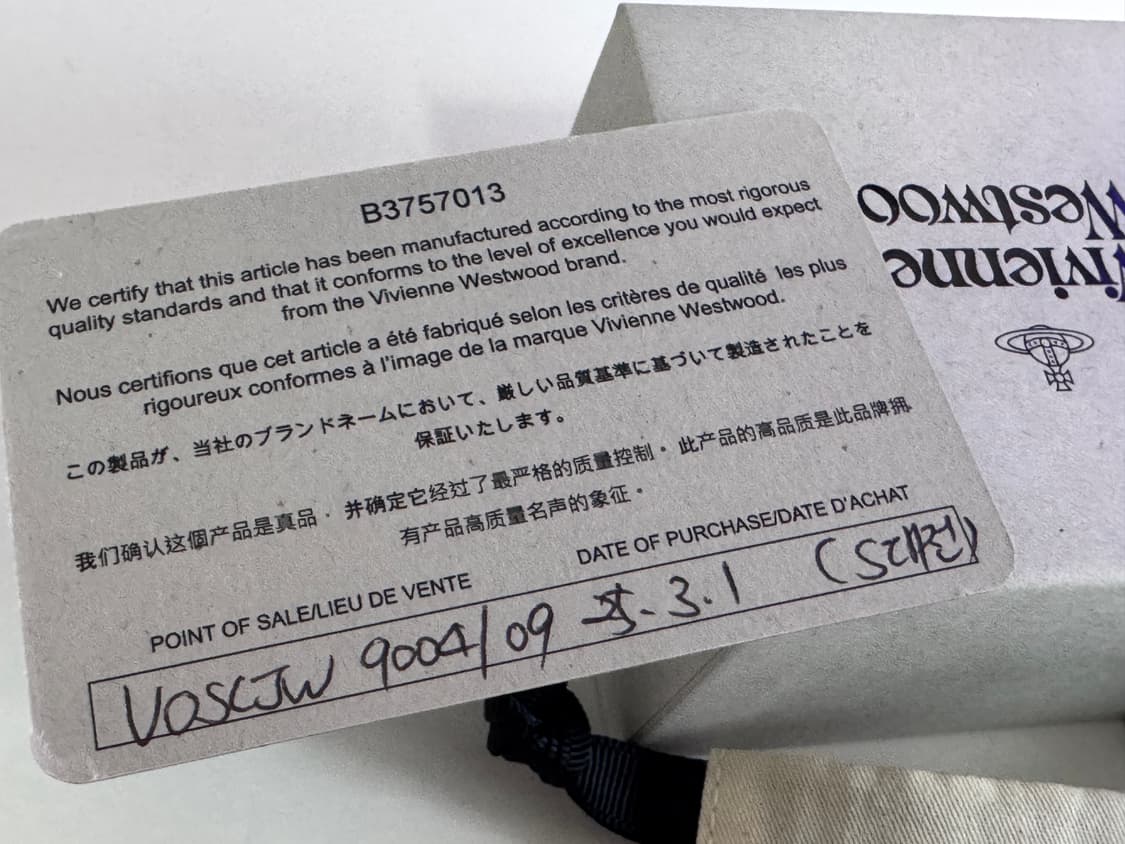 B3757013
We certify that this article has been manufactured according to the most rigorous
quality standards and that it conforms to the level of excellence you would expect
from the Vivienne Westwood brand.
Nous certifions que cet article a été fabriqué selon les critères de qualité les plus
rigoureux conformes à l'image de la marque Vivienne Westwood.
この製品が、当社のブランドネームにおいて、厳しい品質基準に基づいて製造されたことを
保証いたします。
我们确认这個产品是真品．并确定它经过了最严格的质量控制。此产品的高品质是此品牌拥
有产品高质量名声的象征。
POINT OF SALE/LIEU DE VENTE DATE OF PURCHASE/DATE D'ACHAT
9004/09 3.1
Vivienne
Westwoo